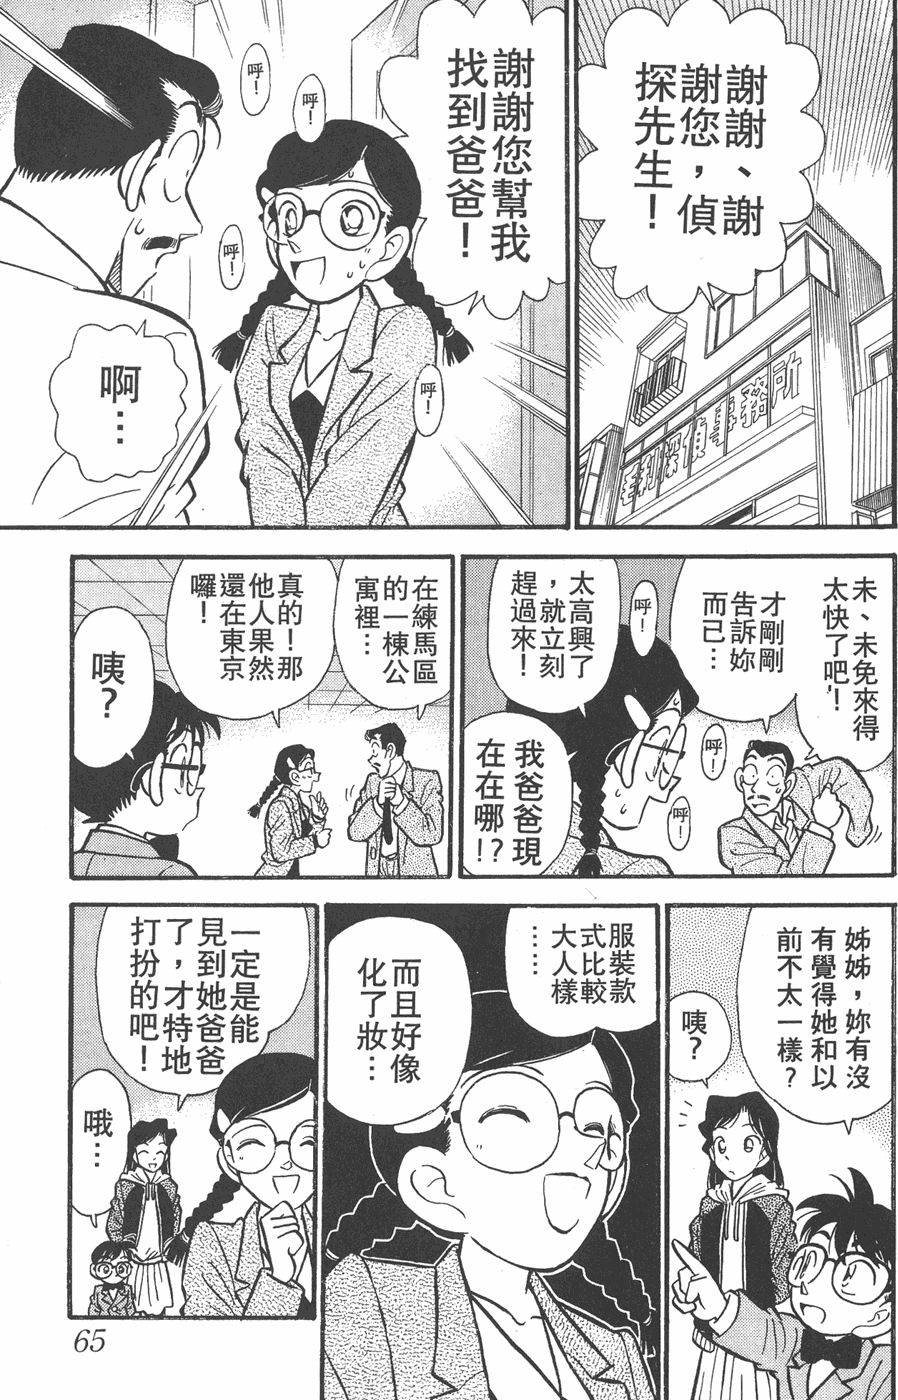 謝謝、謝
謝您，偵
探先生！
毛利偵探事務所
謝謝您幫我
找到爸爸！
呼！
呼！
呼！
呼！
啊…
未、未免來得
太快了吧！
才剛剛
告訴妳
而已…
太高興了
，就立刻
趕過來！
呼！
呼！
呼！
我爸爸現
在在哪！？
在練馬區
的一棟公
寓裡…
真的！那
他人果然
還在東京
囉！
咦？
姊姊，妳有沒
有覺得她和以
前不太一樣？
咦？
服裝款
式比較
大人樣
……
而且好像
化了妝…
一定是能
見到她爸爸
了，才特地
打扮的吧！
哦…
65